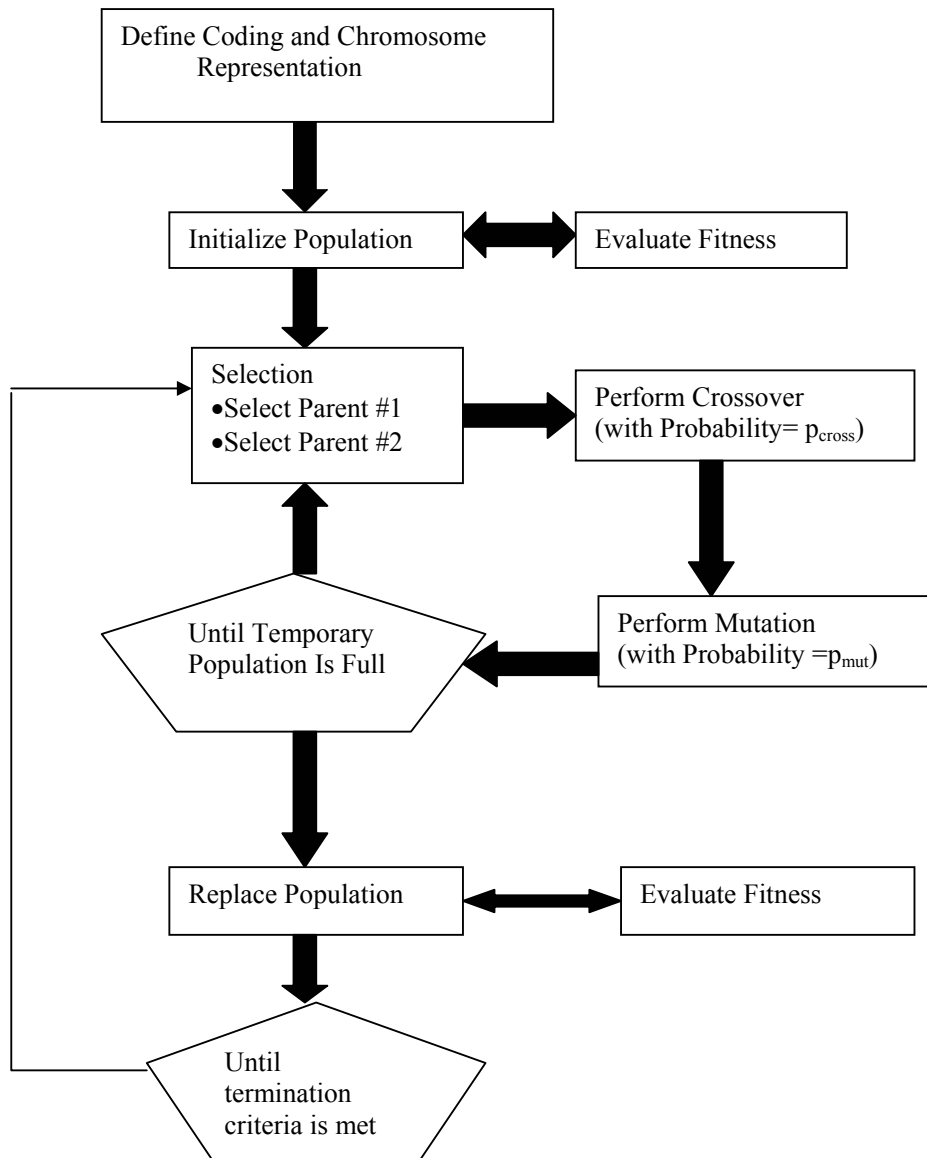 Define Coding and Chromosome
Representation
Initialize Population
Evaluate Fitness
Selection
•Select Parent #1
•Select Parent #2
Perform Crossover
(with Probability= pcross)
Perform Mutation
(with Probability =pmut)
Until Temporary
Population Is Full
Replace Population
Evaluate Fitness
Until
termination
criteria is met